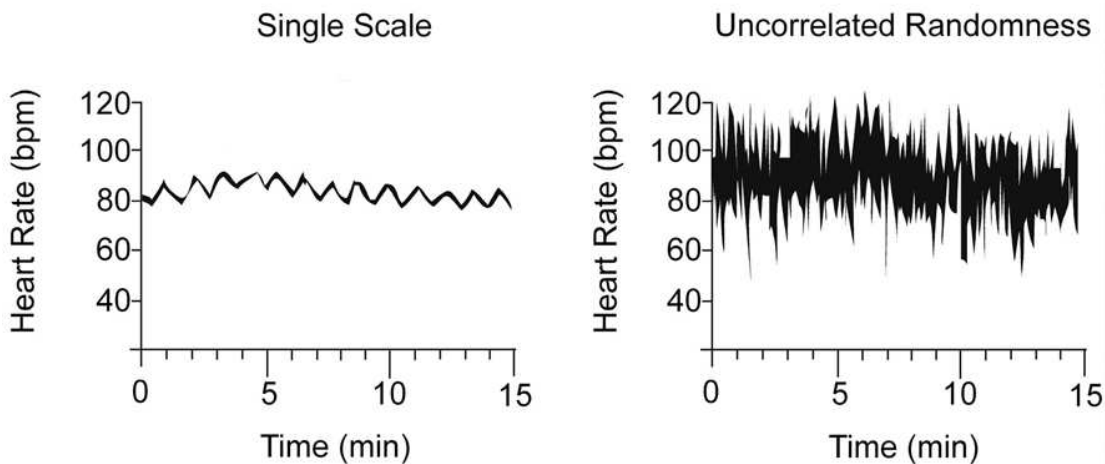 Single Scale
Heart Rate (bpm)
120
100
80
60
40
0 5 10 15
Time (min)
Uncorrelated Randomness
Heart Rate (bpm)
120
100
80
60
40
0 5 10 15
Time (min)